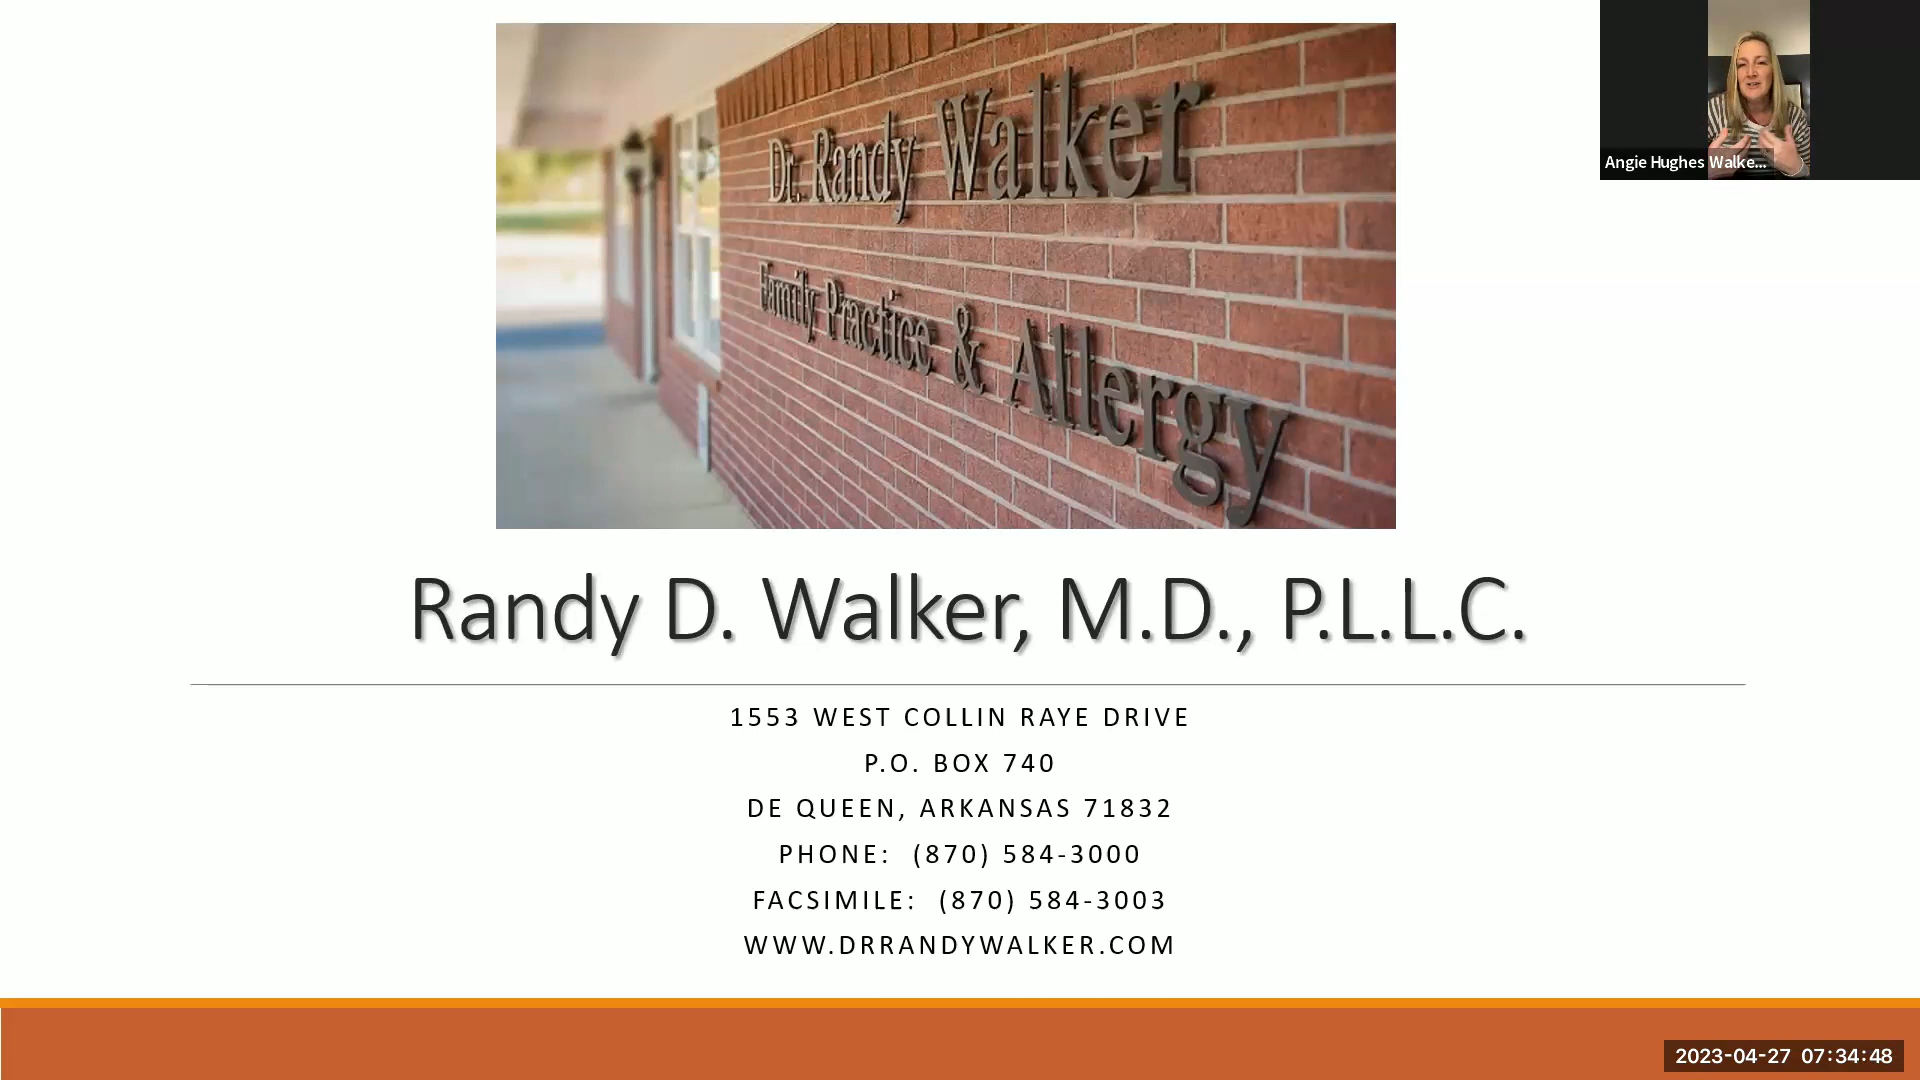 Dr. Randy Walker
Family Practice & Allergy
Angie Hughes Walke...
Randy D. Walker, M.D., P.L.L.C.
1553 WEST COLLIN RAYE DRIVE
P.O. BOX 740
DE QUEEN, ARKANSAS 71832
PHONE: (870) 584-3000
FACSIMILE: (870) 584-3003
WWW.DRRANDYWALKER.COM
2023-04-27 07:34:48